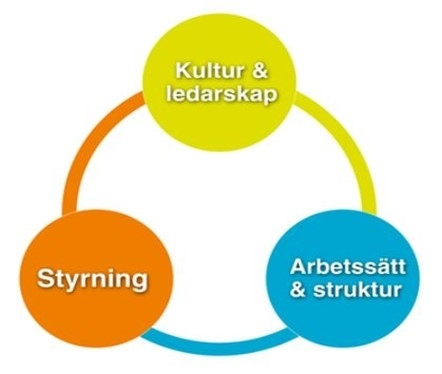 Kultur &
ledarskap
Styrning
Arbetssätt
& struktur